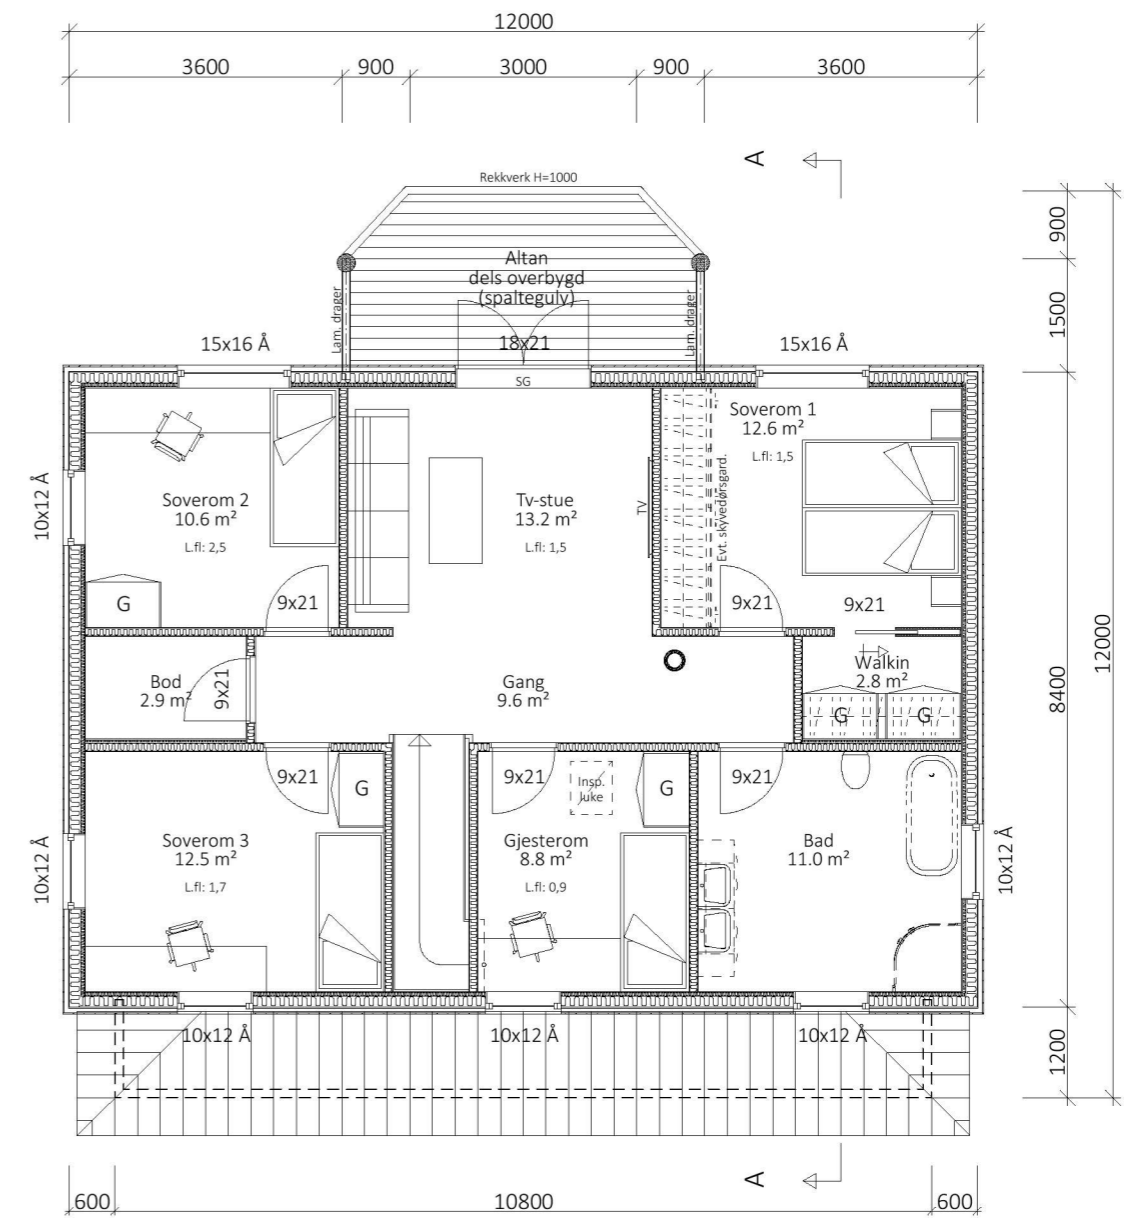 12000
3600
900
3000
900
3600
A
Rekkverk H=1000
900
Altan
dels overbygd
(spaltegulv)
Lam. drager
Lam. drager
1500
15x16 Å
18x21
15x16 Å
SG
Soverom 1
12.6 m²
L.fl: 1,5
10x12 Å
Soverom 2
10.6 m²
L.fl: 2,5
Tv-stue
13.2 m²
L.fl: 1,5
TV
Evt. skyvedørsgard.
G
9x21
9x21
9x21
12000
Bod
2.9 m²
9x21
Gang
9.6 m²
Walkin
2.8 m²
8400
G
G
9x21
G
9x21
Insp.
luke
G
9x21
Soverom 3
12.5 m²
L.fl: 1,7
Gjesterom
8.8 m²
L.fl: 0,9
Bad
11.0 m²
10x12 Å
10x12 Å
10x12 Å
10x12 Å
10x12 Å
1200
A
600
10800
600